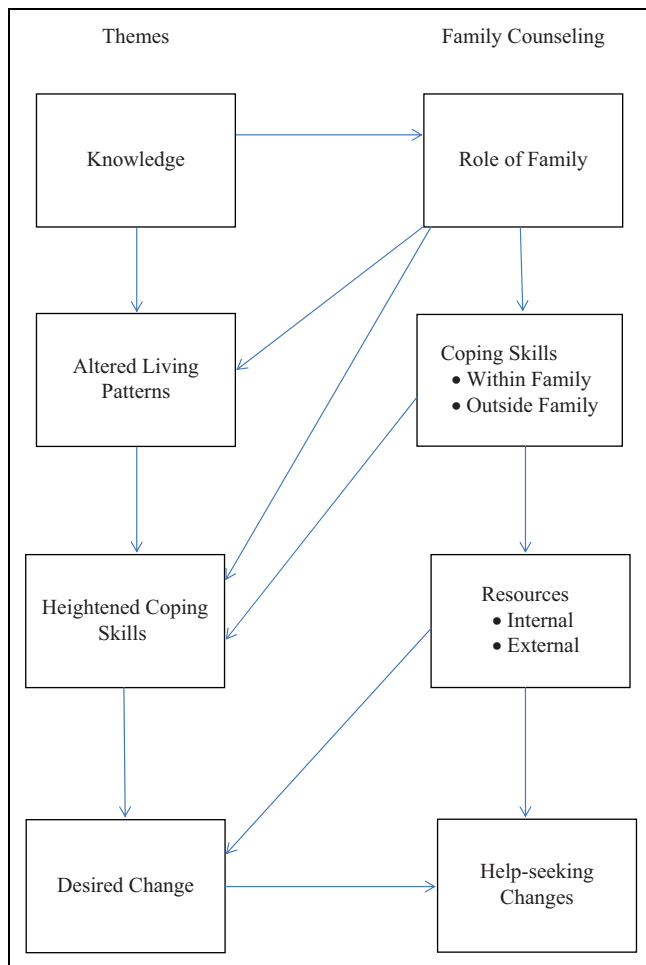 Themes
Family Counseling
Knowledge
Role of Family
Altered Living
Patterns
Coping Skills
• Within Family
• Outside Family
Heightened Coping
Skills
Resources
• Internal
• External
Desired Change
Help-seeking
Changes